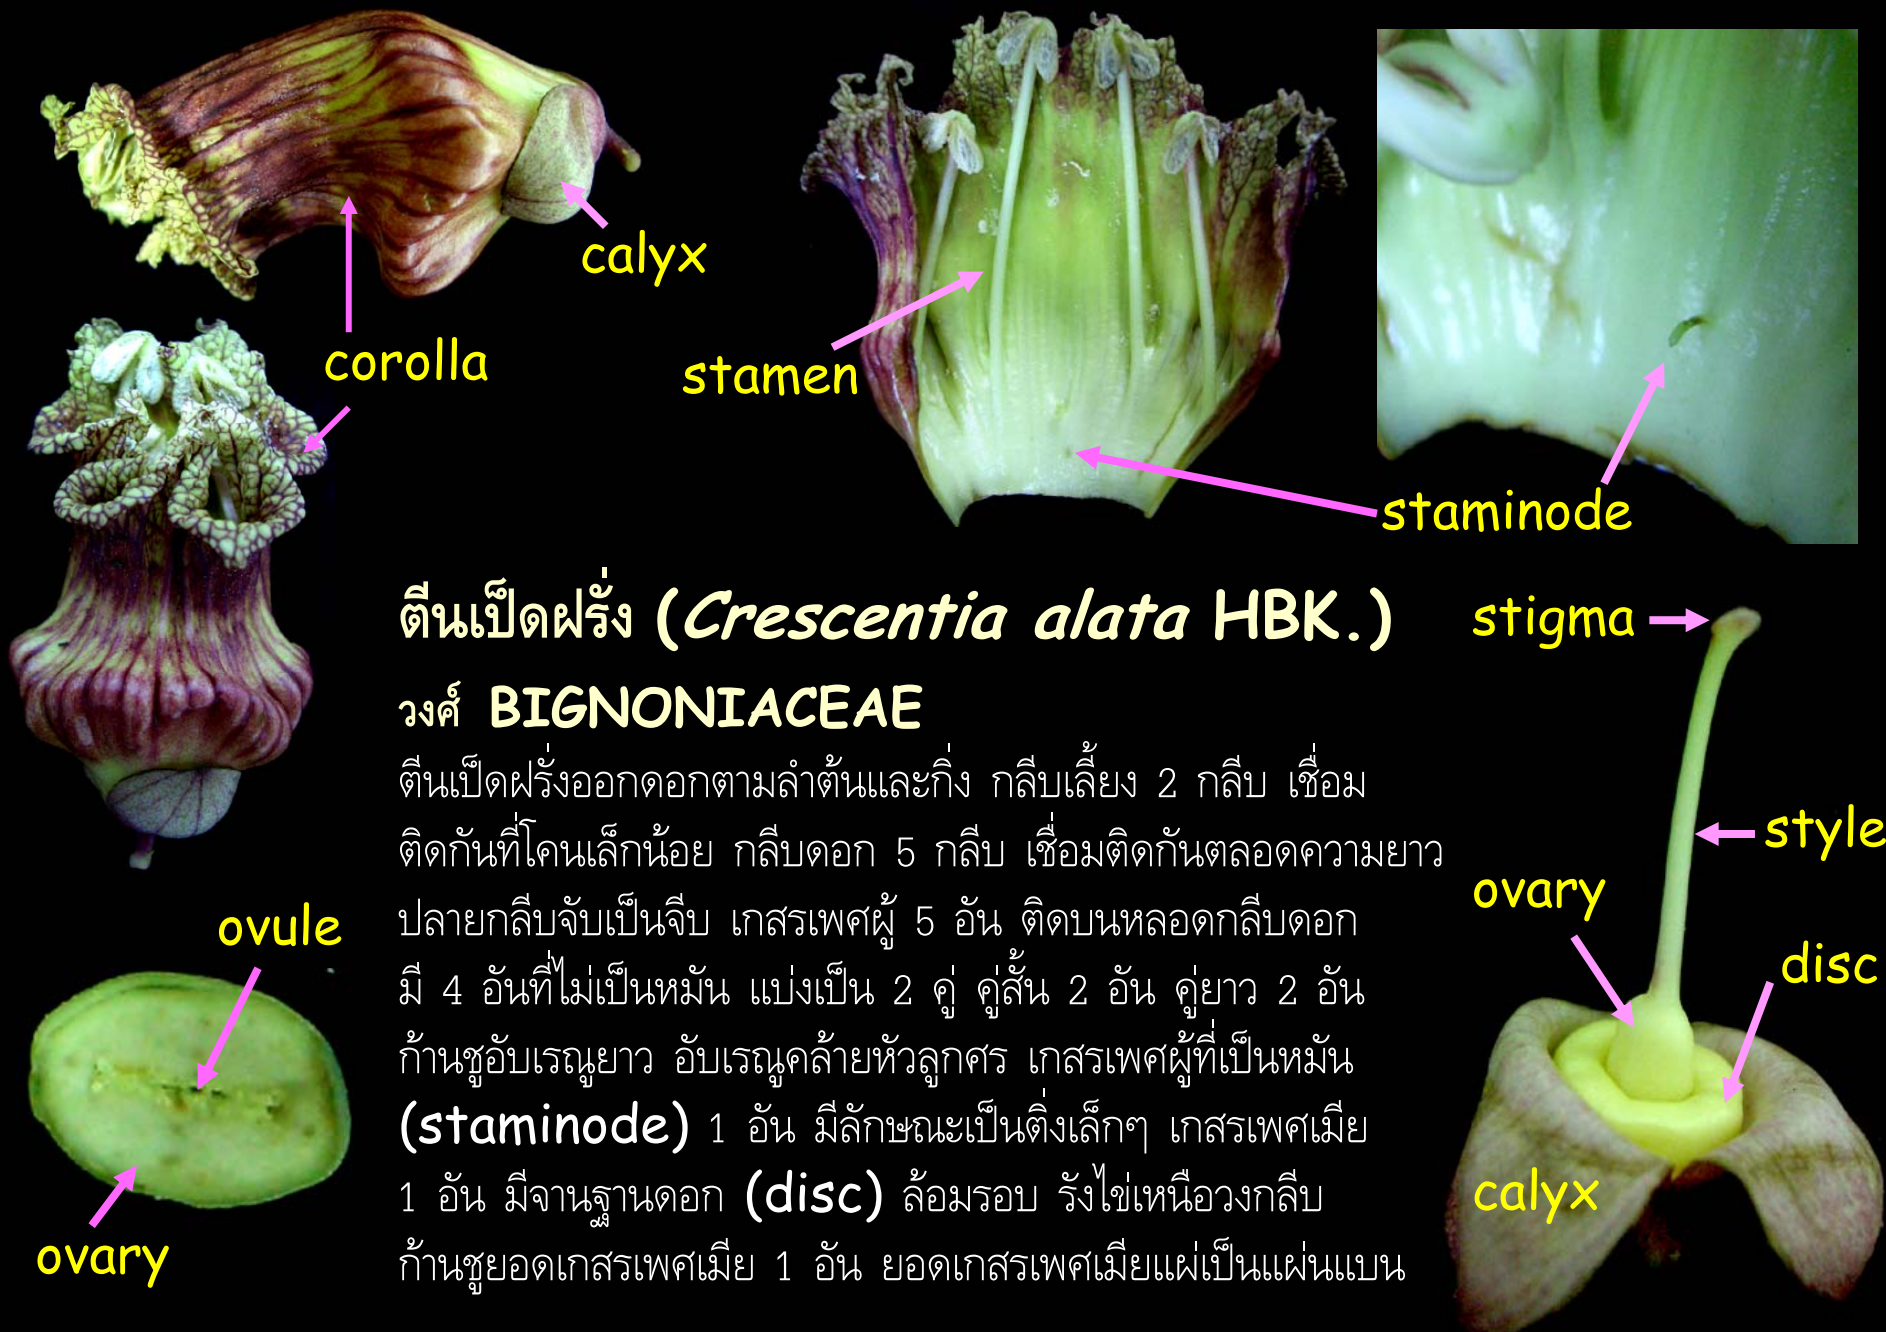 calyx
corolla
stamen
staminode
ตีนเป็ดฝรั่ง (Crescentia alata HBK.)
วงศ์ BIGNONIACEAE
ตีนเป็ดฝรั่งออกดอกตามลำต้นและกิ่ง กลีบเลี้ยง 2 กลีบ เชื่อม
ติดกันที่โคนเล็กน้อย กลีบดอก 5 กลีบ เชื่อมติดกันตลอดความยาว
ปลายกลีบจับเป็นจีบ เกสรเพศผู้ 5 อัน ติดบนหลอดกลีบดอก
มี 4 อันที่ไม่เป็นหมัน แบ่งเป็น 2 คู่ คู่สั้น 2 อัน คู่ยาว 2 อัน
ก้านชูอับเรณูยาว อับเรณูคล้ายหัวลูกศร เกสรเพศผู้ที่เป็นหมัน
(staminode) 1 อัน มีลักษณะเป็นติ่งเล็กๆ เกสรเพศเมีย
1 อัน มีจานฐานดอก (disc) ล้อมรอบ รังไข่เหนือวงกลีบ
ก้านชูยอดเกสรเพศเมีย 1 อัน ยอดเกสรเพศเมียแผ่เป็นแผ่นแบน
ovule
ovary
stigma
style
ovary
disc
calyx